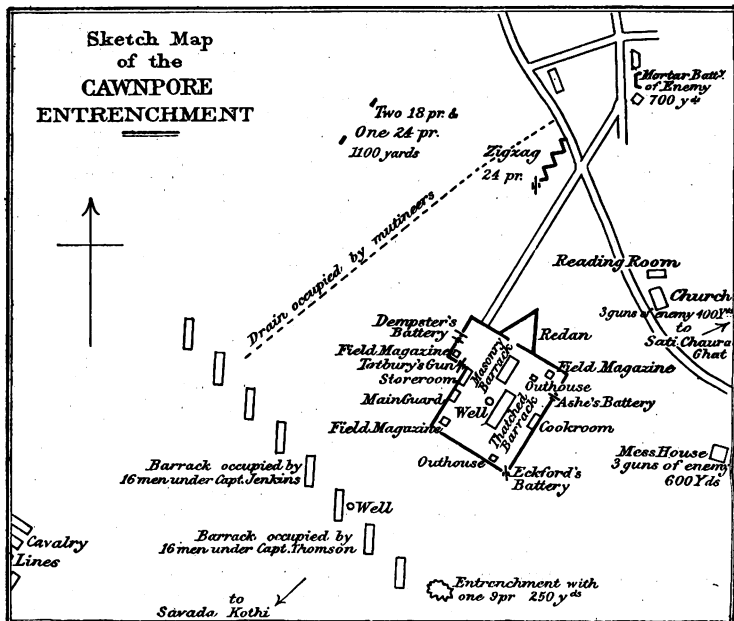 Sketch Map
of the
CAWNPORE
ENTRENCHMENT
Two 18 pr. &
One 24 pr.
1100 yards
Mortar Batty.
of Enemy
700 yds
Zigzag
24 pr.
Drain occupied by mutineers
Reading Room
Church
3 guns of enemy 400 Yds
to
Sati Chaura
Ghat
Dempster's
Battery
Redan
Field Magazine
Totbury's Gun
Storeroom
Main Guard
Field Magazine
Masonry
Barrack
Well
Thatched
Barrack
Outhouse
Field Magazine
Outhouse
Ashe's Battery
Cookroom
Eckford's
Battery
Mess House
3 guns of enemy
600 Yds
Barrack occupied by
16 men under Capt. Jenkins
Well
Barrack occupied by
16 men under Capt. Thomson
Cavalry
Lines
to
Savada Kothi
Entrenchment with
one 9pr 250 yds